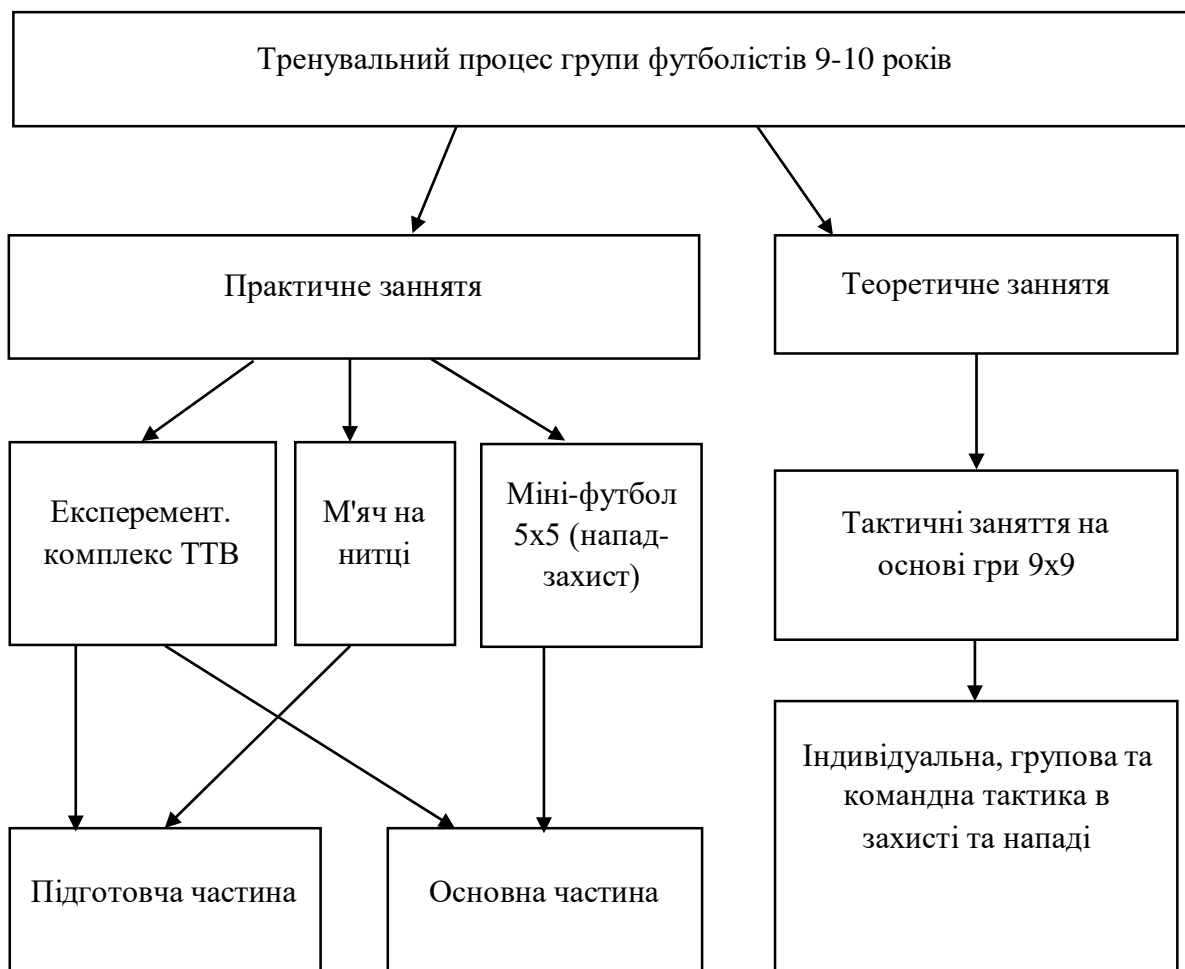 Тренувальний процес групи футболістів 9-10 років
Практичне заннятя
Теоретичне заннятя
Експеремент.
комплекс ТТВ
М'яч на
нитці
Міні-футбол
5х5 (напад-
захист)
Тактичні заняття на
основі гри 9х9
Індивідуальна, групова та
командна тактика в
захисті та нападі
Підготовча частина
Основна частина